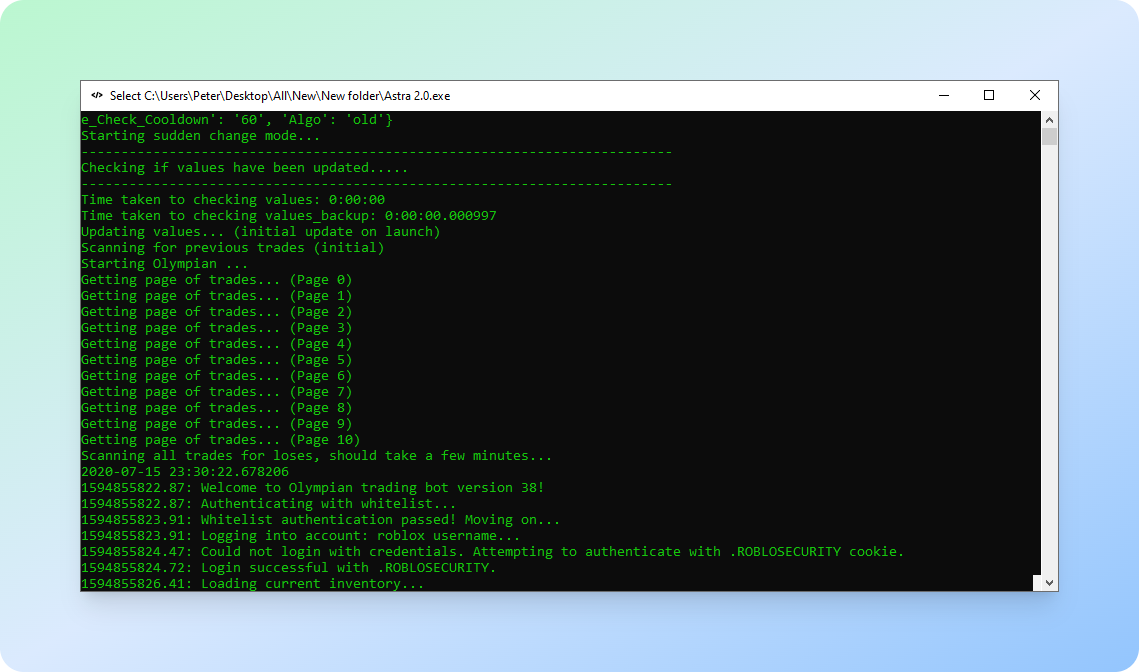 Select C:\Users\Peter\Desktop\All\New\New folder\Astra 2.0.exe
e_Check_Cooldown': '60', 'Algo': 'old'}
Starting sudden change mode...
--------------------------------------------------------------------------
Checking if values have been updated.....
--------------------------------------------------------------------------
Time taken to checking values: 0:00:00
Time taken to checking values_backup: 0:00:00.000997
Updating values... (initial update on launch)
Scanning for previous trades (initial)
Starting Olympian ...
Getting page of trades... (Page 0)
Getting page of trades... (Page 1)
Getting page of trades... (Page 2)
Getting page of trades... (Page 3)
Getting page of trades... (Page 4)
Getting page of trades... (Page 5)
Getting page of trades... (Page 6)
Getting page of trades... (Page 7)
Getting page of trades... (Page 8)
Getting page of trades... (Page 9)
Getting page of trades... (Page 10)
Scanning all trades for loses, should take a few minutes...
2020-07-15 23:30:22.678206
1594855822.87: Welcome to Olympian trading bot version 38!
1594855822.87: Authenticating with whitelist...
1594855823.91: Whitelist authentication passed! Moving on...
1594855823.91: Logging into account: roblox username...
1594855824.47: Could not login with credentials. Attempting to authenticate with .ROBLOSECURITY cookie.
1594855824.72: Login successful with .ROBLOSECURITY.
1594855826.41: Loading current inventory...